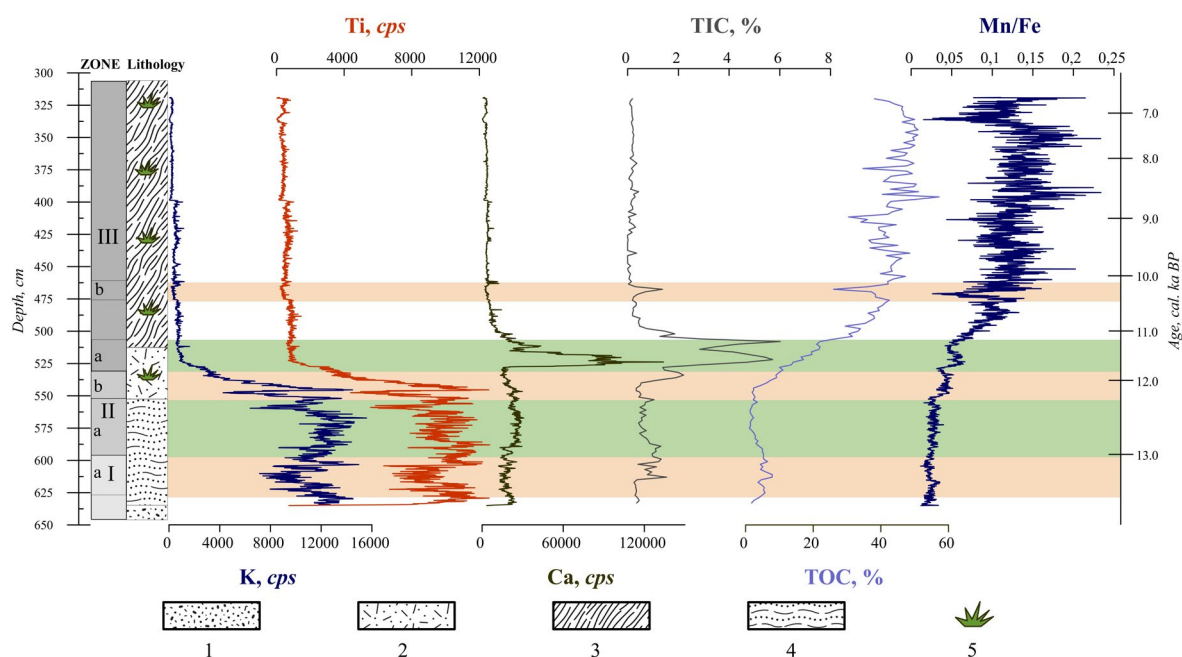 Ti, cps TIC, % Mn/Fe
0 4000 8000 12000 0 2 4 6 8 0 0,05 0,1 0,15 0,2 0,25
ZONE Lithology
300
325 7.0
350
375 8.0
400
III 9.0
425
450
b 10.0
475
500 11.0
a
525
b 12.0
550
II
575
a
600 13.0
a I
625
650
Depph, cm
Age, cal. ka BP
0 4000 8000 12000 16000 0 60000 120000 0 20 40 60
K, cps Ca, cps TOC, %
1 2 3 4 5